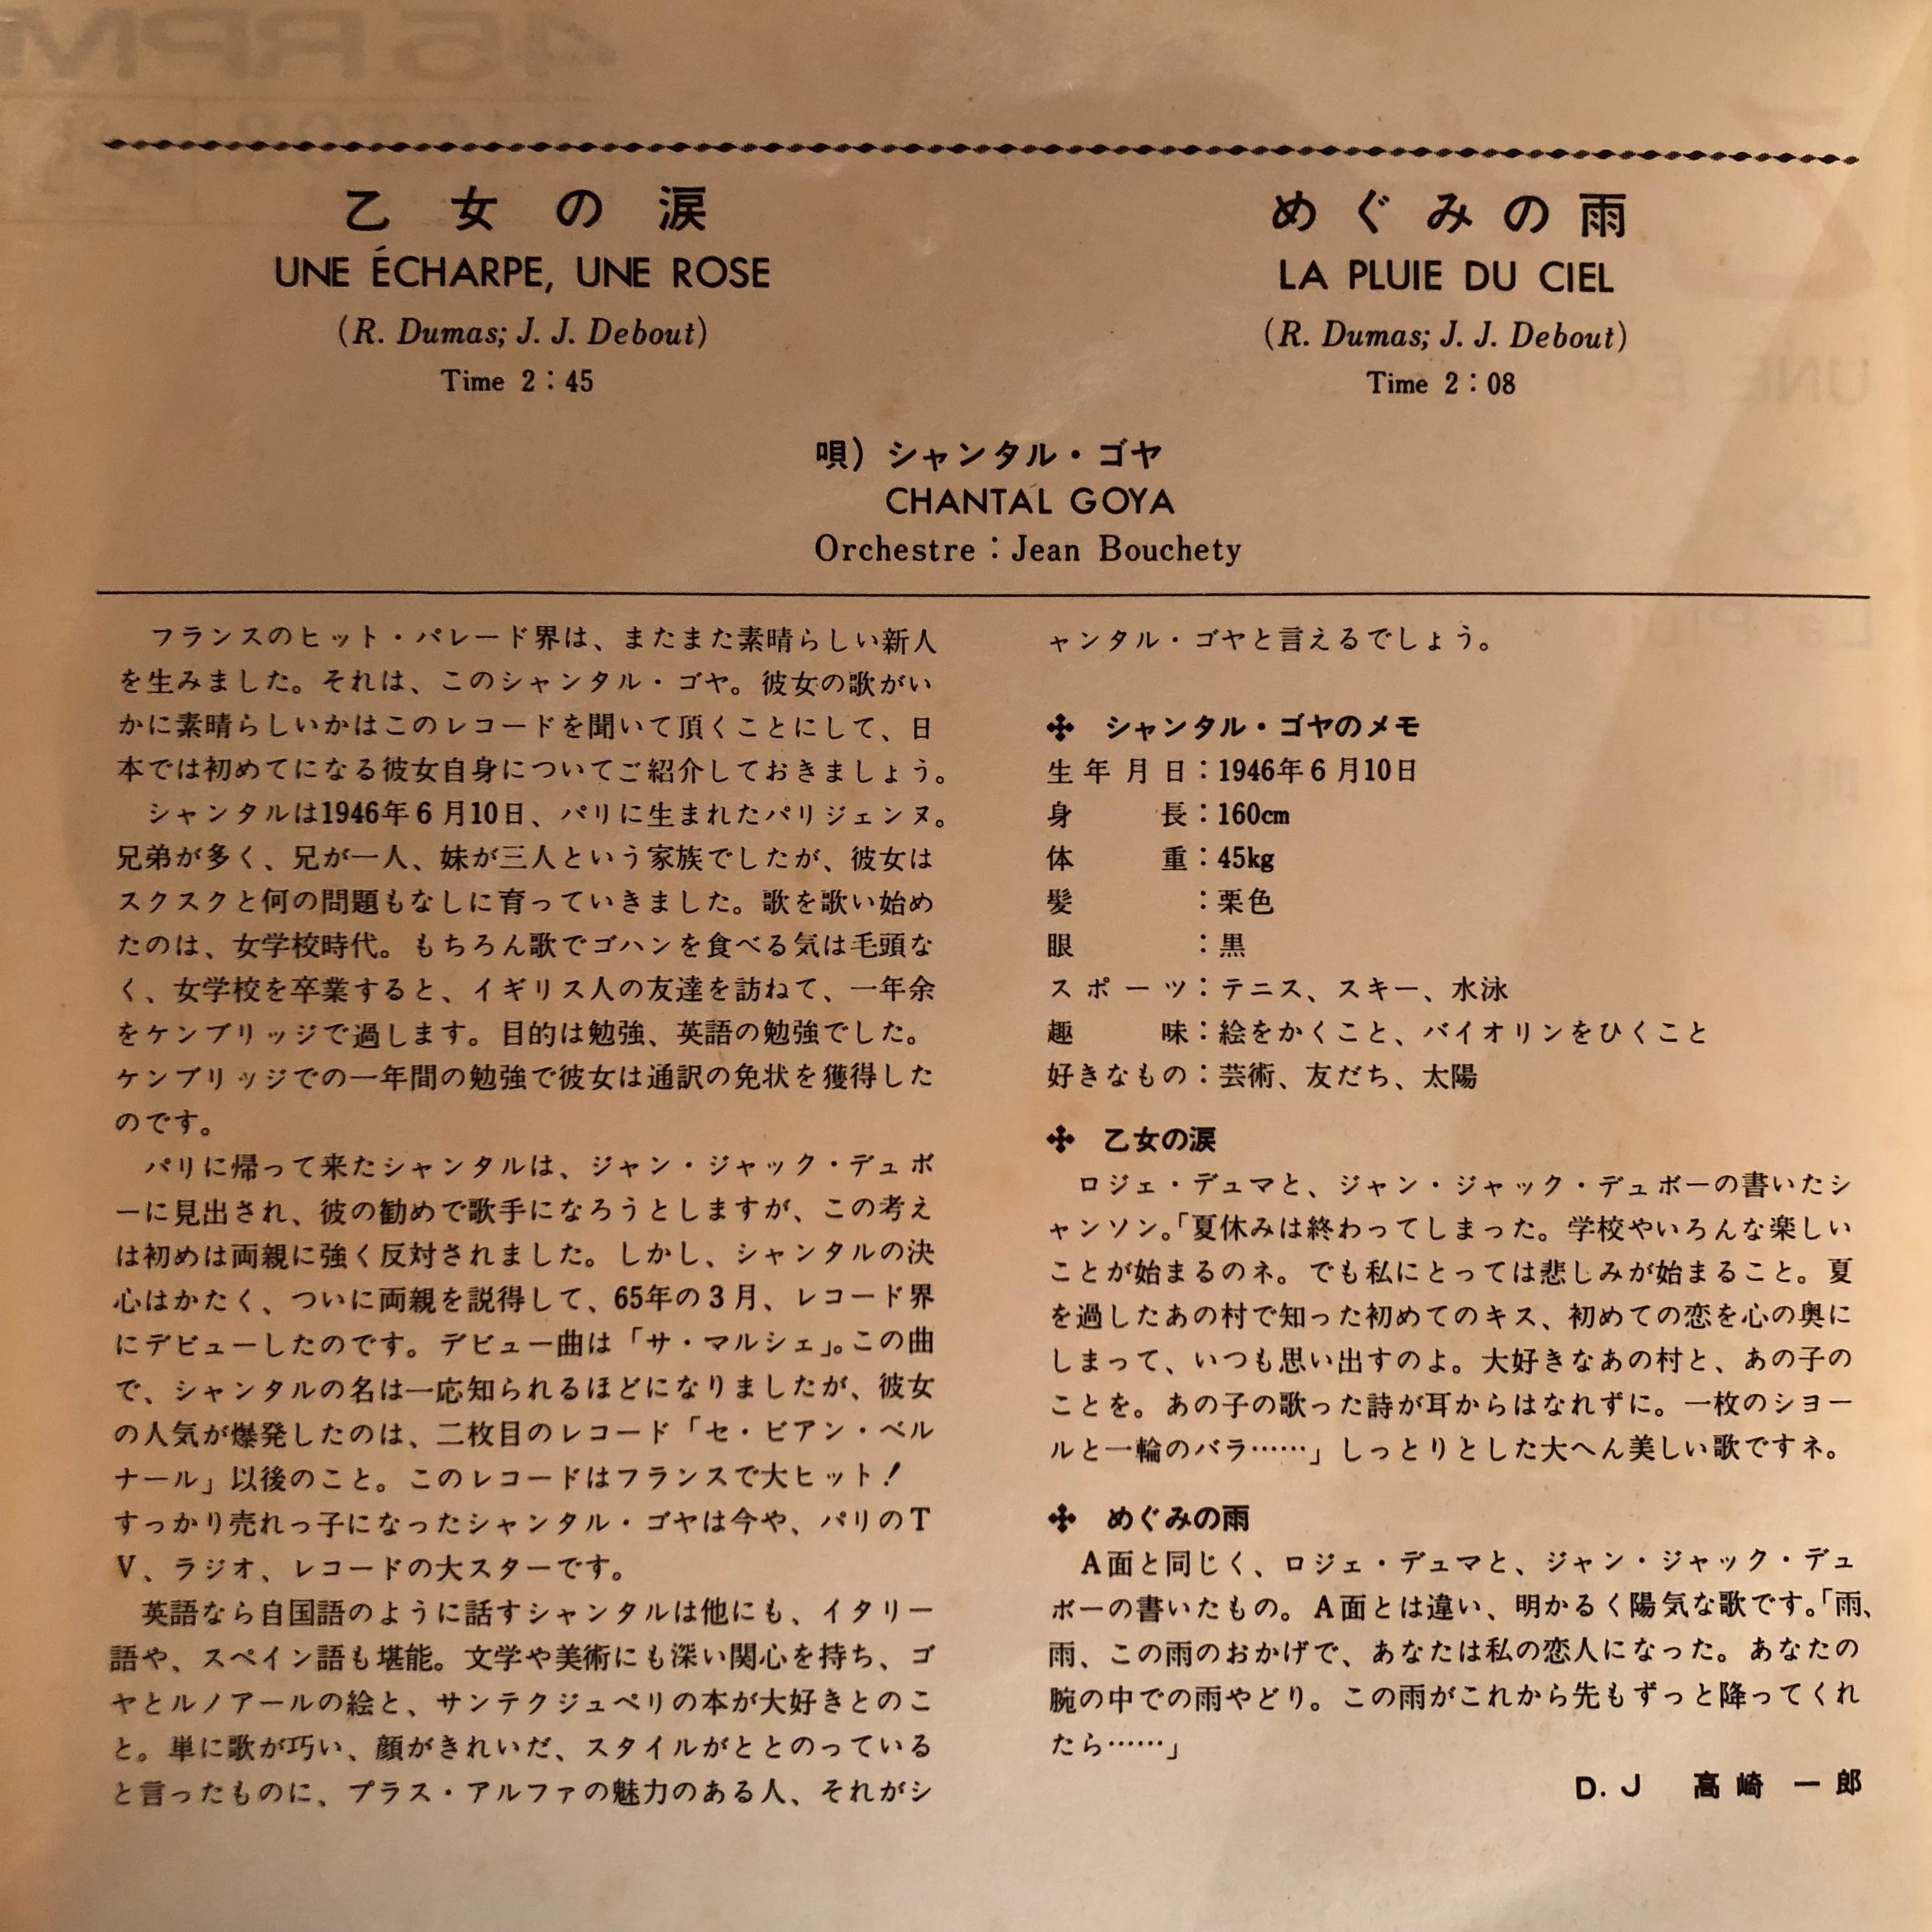 乙女の涙
UNE ÉCHARPE, UNE ROSE
(R. Dumas; J. J. Debout)
Time 2:45
めぐみの雨
LA PLUIE DU CIEL
(R. Dumas; J. J. Debout)
Time 2:08
唄）シャンタル・ゴヤ
CHANTAL GOYA
Orchestre：Jean Bouchety
フランスのヒット・パレード界は、またまた素晴らしい新人
を生みました。それは、このシャンタル・ゴヤ。彼女の歌がい
かに素晴らしいかはこのレコードを聞いて頂くことにして、日
本では初めてになる彼女自身についてご紹介しておきましょう。
シャンタルは1946年6月10日、パリに生まれたパリジェンヌ。
兄弟が多く、兄が一人、妹が三人という家族でしたが、彼女は
スクスクと何の問題もなしに育っていきました。歌を歌い始め
たのは、女学校時代。もちろん歌でゴハンを食べる気は毛頭な
く、女学校を卒業すると、イギリス人の友達を訪ねて、一年余
をケンブリッジで過します。目的は勉強、英語の勉強でした。
ケンブリッジでの一年間の勉強で彼女は通訳の免状を獲得した
のです。
パリに帰って来たシャンタルは、ジャン・ジャック・デュボ
ーに見出され、彼の勧めで歌手になろうとしますが、この考え
は初めは両親に強く反対されました。しかし、シャンタルの決
心はかたく、ついに両親を説得して、65年の3月、レコード界
にデビューしたのです。デビュー曲は「サ・マルシェ」。この曲
で、シャンタルの名は一応知られるほどになりましたが、彼女
の人気が爆発したのは、二枚目のレコード「セ・ビアン・ベル
ナール」以後のこと。このレコードはフランスで大ヒット！
すっかり売れっ子になったシャンタル・ゴヤは今や、パリのT
V、ラジオ、レコードの大スターです。
英語なら自国語のように話すシャンタルは他にも、イタリー
語や、スペイン語も堪能。文学や美術にも深い関心を持ち、ゴ
ヤとルノアールの絵と、サンテクジュペリの本が大好きとのこ
と。単に歌が巧い、顔がきれいだ、スタイルがととのっている
と言ったものに、プラス・アルファの魅力のある人、それがシ
ャンタル・ゴヤと言えるでしょう。
✤ シャンタル・ゴヤのメモ
生年月日：1946年6月10日
身長：160cm
体重：45kg
髪：栗色
眼：黒
スポーツ：テニス、スキー、水泳
趣味：絵をかくこと、バイオリンをひくこと
好きなもの：芸術、友だち、太陽
✤ 乙女の涙
ロジェ・デュマと、ジャン・ジャック・デュボーの書いたシ
ャンソン。「夏休みは終わってしまった。学校やいろんな楽しい
ことが始まるのネ。でも私にとっては悲しみが始まること。夏
を過したあの村で知った初めてのキス、初めての恋を心の奥に
しまって、いつも思い出すのよ。大好きなあの村と、あの子の
ことを。あの子の歌った詩が耳からはなれずに。一枚のショー
ルと一輪のバラ……」しっとりとした大へん美しい歌ですネ。
✤ めぐみの雨
A面と同じく、ロジェ・デュマと、ジャン・ジャック・デュ
ボーの書いたもの。A面とは違い、明かるく陽気な歌です。「雨、
雨、この雨のおかげで、あなたは私の恋人になった。あなたの
腕の中での雨やどり。この雨がこれから先もずっと降ってくれ
たら……」
D.J 高崎一郎